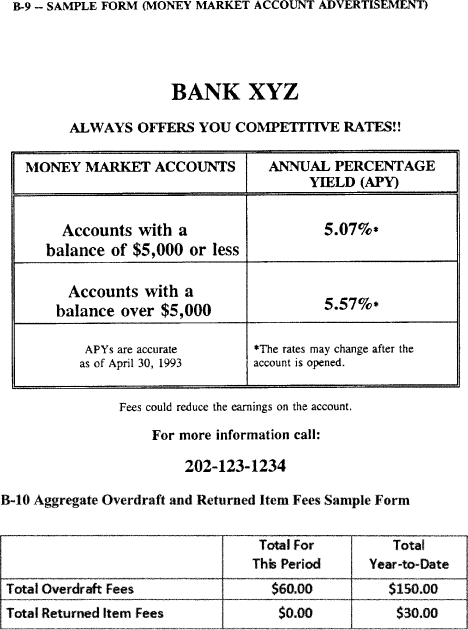 B-9 -- SAMPLE FORM (MONEY MARKET ACCOUNT ADVERTISEMENT)
BANK XYZ
ALWAYS OFFERS YOU COMPETITIVE RATES!!
MONEY MARKET ACCOUNTS
ANNUAL PERCENTAGE
YIELD (APY)
Accounts with a
balance of $5,000 or less
5.07%*
Accounts with a
balance over $5,000
5.57%*
APYs are accurate
as of April 30, 1993
*The rates may change after the
account is opened.
Fees could reduce the earnings on the account.
For more information call:
202-123-1234
B-10 Aggregate Overdraft and Returned Item Fees Sample Form
Total For
This Period
Total
Year-to-Date
Total Overdraft Fees $60.00 $150.00
Total Returned Item Fees $0.00 $30.00